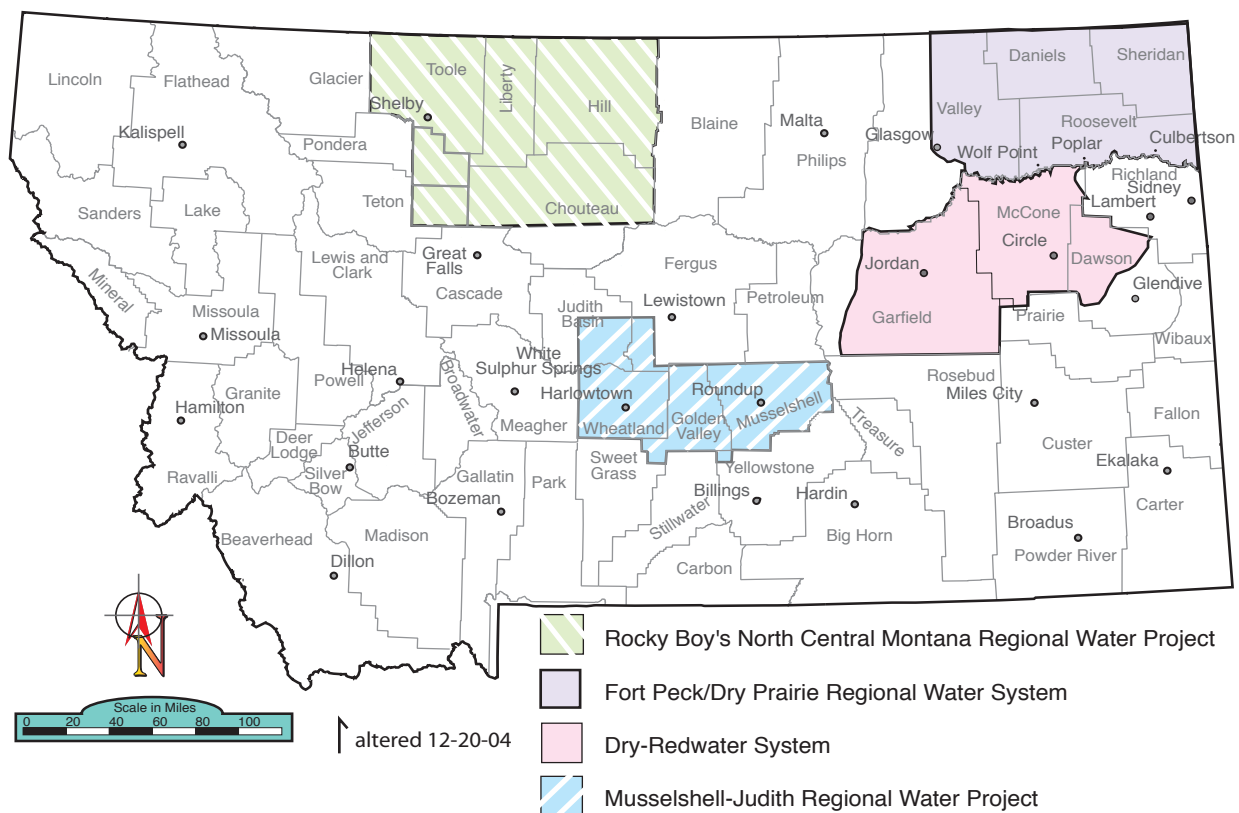 Lincoln
Flathead
Glacier
Toole
Liberty
Hill
Shelby
Kalispell
Pondera
Blaine
Malta
Philips
Glasgow
Valley
Daniels
Sheridan
Roosevelt
Wolf Point
Poplar
Culbertson
Richland
Sidney
Lambert
Sanders
Lake
Teton
Chouteau
McCone
Circle
Dawson
Jordan
Garfield
Glendive
Prairie
Wibaux
Mineral
Missoula
Missoula
Lewis and
Clark
Great
Falls
Cascade
Fergus
Judith
Basin
Lewistown
Petroleum
White
Sulphur Springs
Helena
Powell
Granite
Broadwater
Jefferson
Meagher
Harlowtown
Wheatland
Golden
Valley
Roundup
Musselshell
Treasure
Rosebud
Miles City
Custer
Fallon
Ekalaka
Carter
Hamilton
Ravalli
Deer
Lodge
Butte
Silver
Bow
Gallatin
Bozeman
Park
Sweet
Grass
Stillwater
Yellowstone
Billings
Hardin
Big Horn
Broadus
Powder River
Beaverhead
Madison
Dillon
Carbon
N
Scale in Miles
0 20 40 60 80 100
altered 12-20-04
Rocky Boy's North Central Montana Regional Water Project
Fort Peck/Dry Prairie Regional Water System
Dry-Redwater System
Musselshell-Judith Regional Water Project